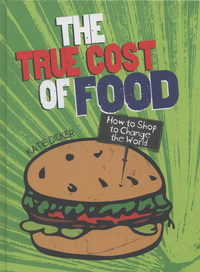 THE
TRUE COST
OF FOOD
How to Shop
to Change
the World
KATIE DICKER